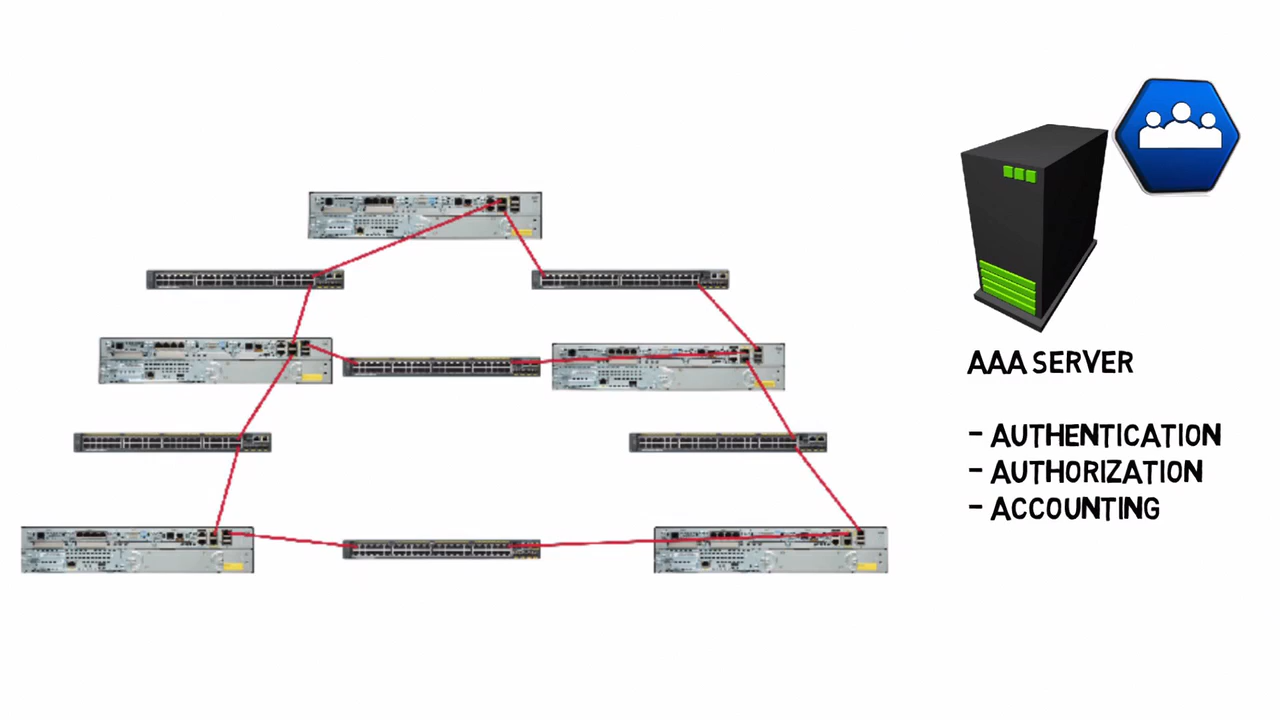 AAA SERVER
- AUTHENTICATION
- AUTHORIZATION
- ACCOUNTING